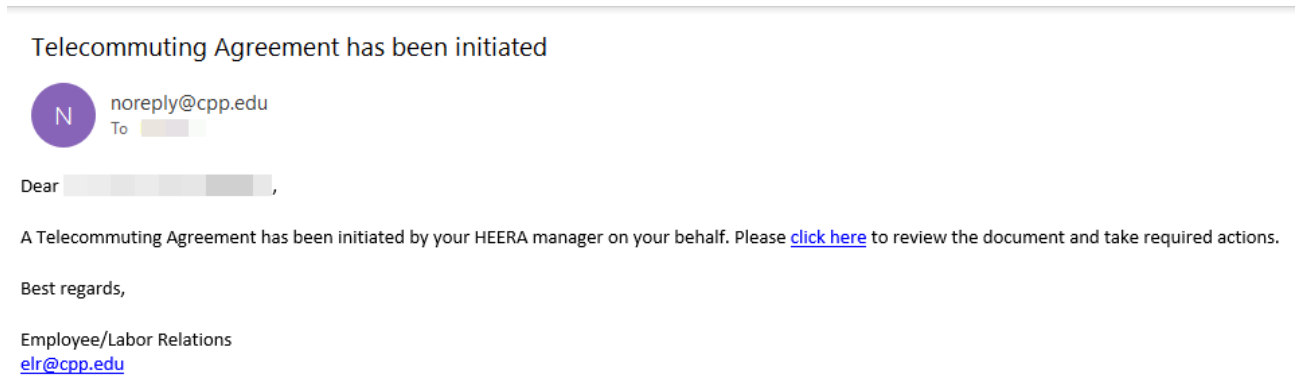 Telecommuting Agreement has been initiated
N
noreply@cpp.edu
To
Dear ,
A Telecommuting Agreement has been initiated by your HEERA manager on your behalf. Please click here to review the document and take required actions.
Best regards,
Employee/Labor Relations
elr@cpp.edu